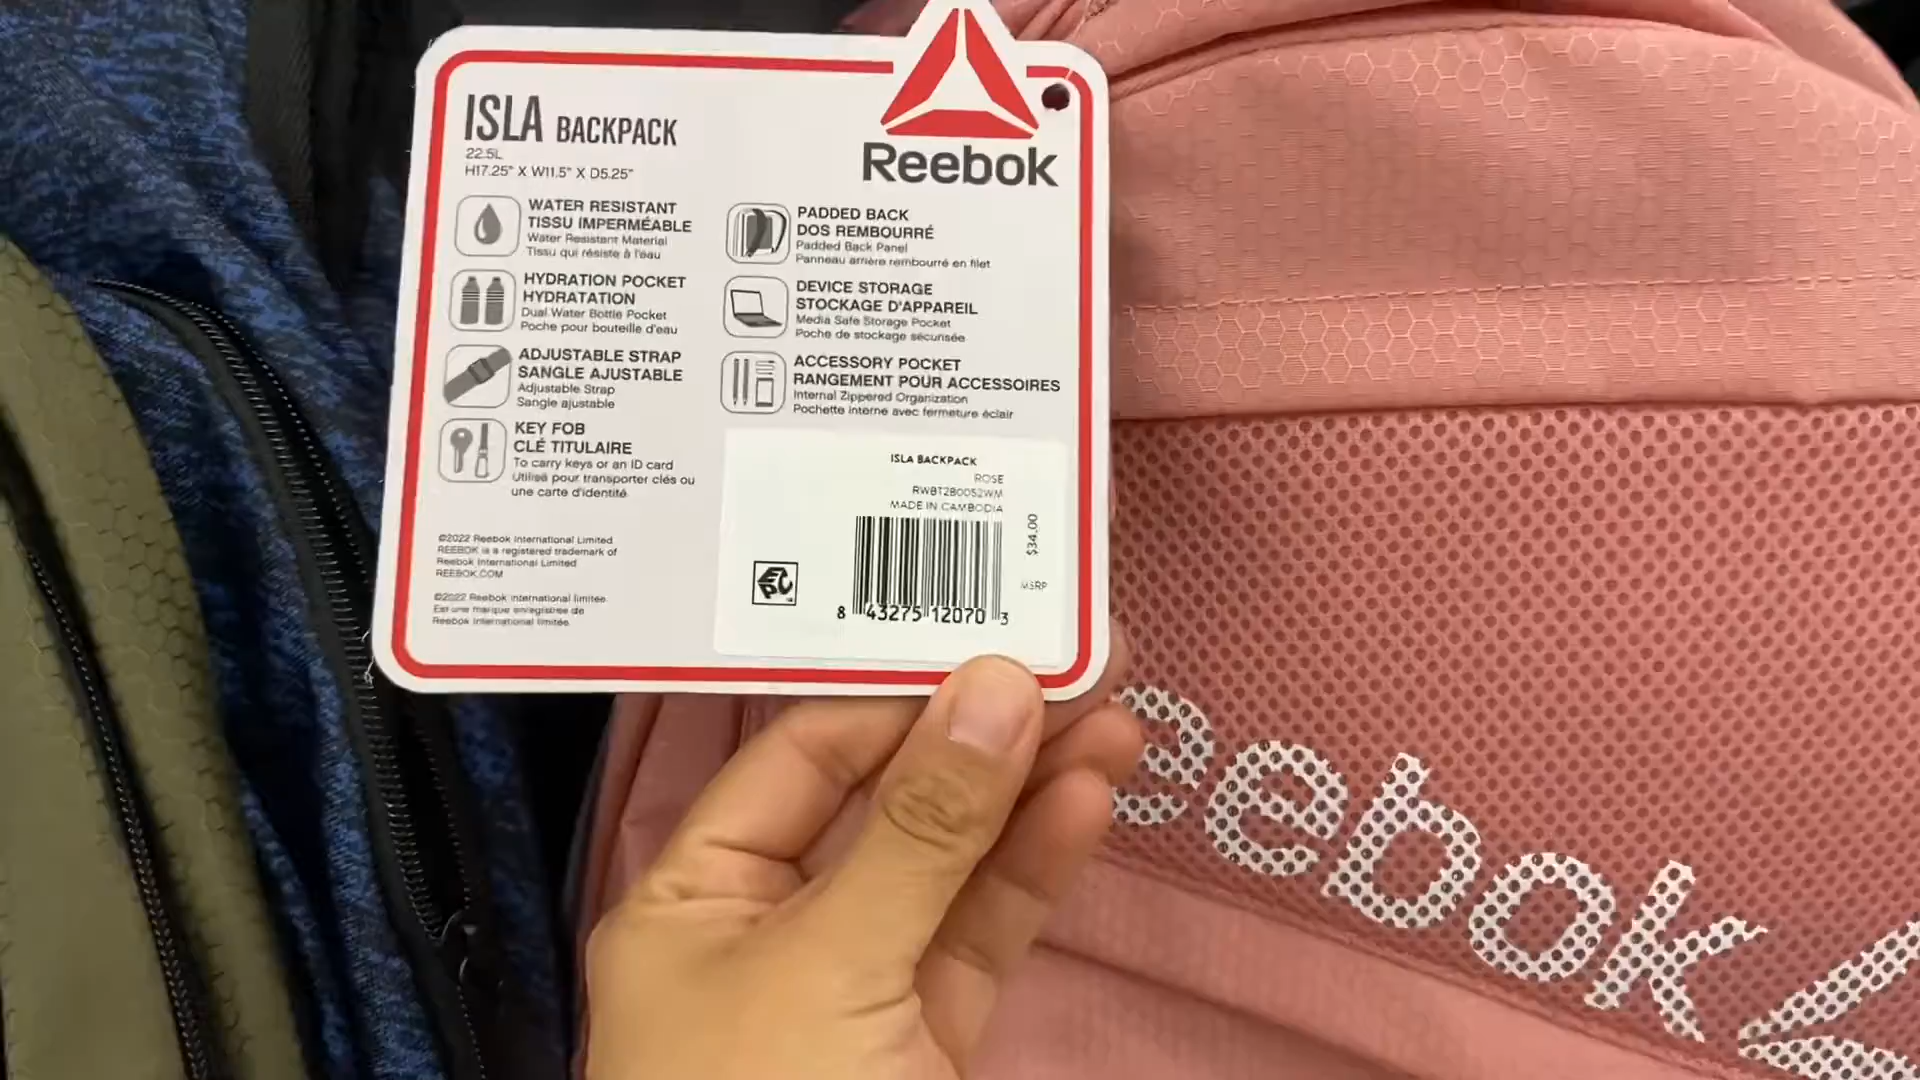 ISLA BACKPACK
22.5L
H17.25" X W11.5" X D5.25"
Reebok
WATER RESISTANT
TISSU IMPERMÉABLE
Water Resistant Material
Tissu qui résiste à l'eau
HYDRATION POCKET
HYDRATATION
Dual Water Bottle Pocket
Poche pour bouteille d'eau
ADJUSTABLE STRAP
SANGLE AJUSTABLE
Adjustable Strap
Sangle ajustable
KEY FOB
CLÉ TITULAIRE
To carry keys or an ID card
Utilisé pour transporter clés ou
une carte d'identité
PADDED BACK
DOS REMBOURRÉ
Padded Back Panel
Panneau arrière rembourré en filet
DEVICE STORAGE
STOCKAGE D'APPAREIL
Media Safe Storage Pocket
Poche de stockage sécurisée
ACCESSORY POCKET
RANGEMENT POUR ACCESSOIRES
Internal Zippered Organization
Pochette interne avec fermeture éclair
©2022 Reebok International Limited
REEBOK is a registered trademark of
Reebok International Limited
REEBOK.COM
©2022 Reebok international limitée.
Est une marque enregistrée de
Reebok International limitée.
ISLA BACKPACK
ROSE
RWBT2B0052WM
MADE IN CAMBODIA
$34.00
MSRP
EPC
8 43275 12070 3
eebok